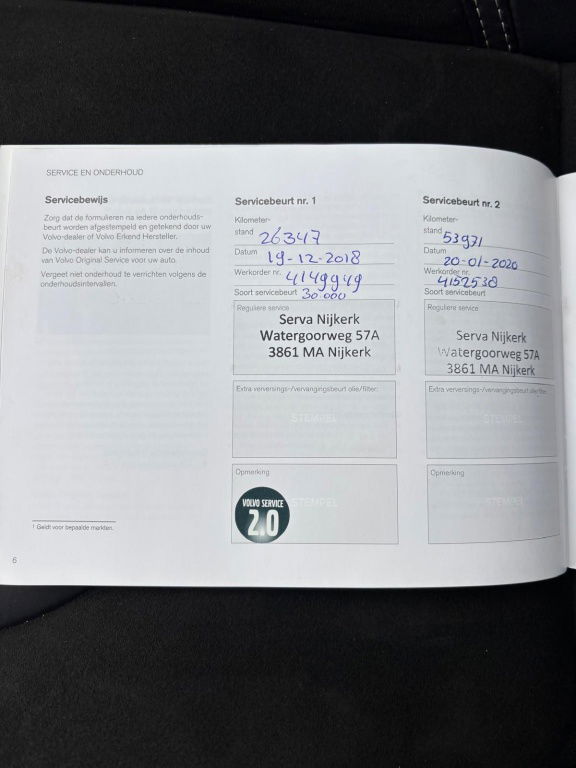 SERVICE EN ONDERHOUD
Servicebewijs
Zorg dat de formulieren na iedere onderhouds-
beurt worden afgestempeld en getekend door uw
Volvo-dealer of Volvo Erkend Hersteller.
De Volvo-dealer kan u informeren over de inhoud
van Volvo Original Service voor uw auto.
Vergeet niet onderhoud te verrichten volgens de
onderhoudsintervallen.
1 Geldt voor bepaalde markten.
6
Servicebeurt nr. 1
Kilometer-
stand 26347
Datum 19-12-2018
Werkorder nr. 4149949
Soort servicebeurt 30.000
Reguliere service
Serva Nijkerk
Watergoorweg 57A
3861 MA Nijkerk
Extra verversings-/vervangingsbeurt olie/filter:
STEMPEL
Opmerking
STEMPEL
VOLVO SERVICE
2.0
Servicebeurt nr. 2
Kilometer-
stand 53971
Datum 20-01-2020
Werkorder nr. 4152538
Soort servicebeurt
Reguliere service
Serva Nijkerk
Watergoorweg 57A
3861 MA Nijkerk
Extra verversings-/vervangingsbeurt olie/filter:
STEMPEL
Opmerking
STEMPEL